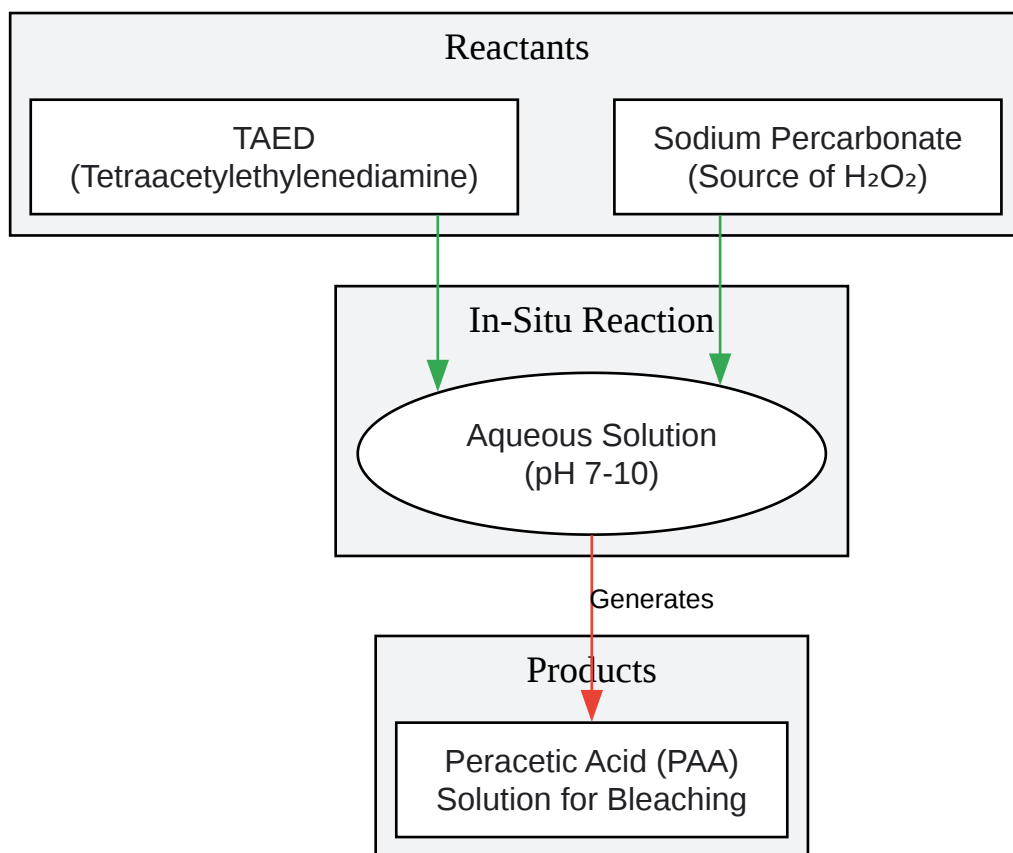 Reactants
TAED
(Tetraacetylethylenediamine)
Sodium Percarbonate
(Source of H₂O₂)
In-Situ Reaction
Aqueous Solution
(pH 7-10)
Generates
Products
Peracetic Acid (PAA)
Solution for Bleaching